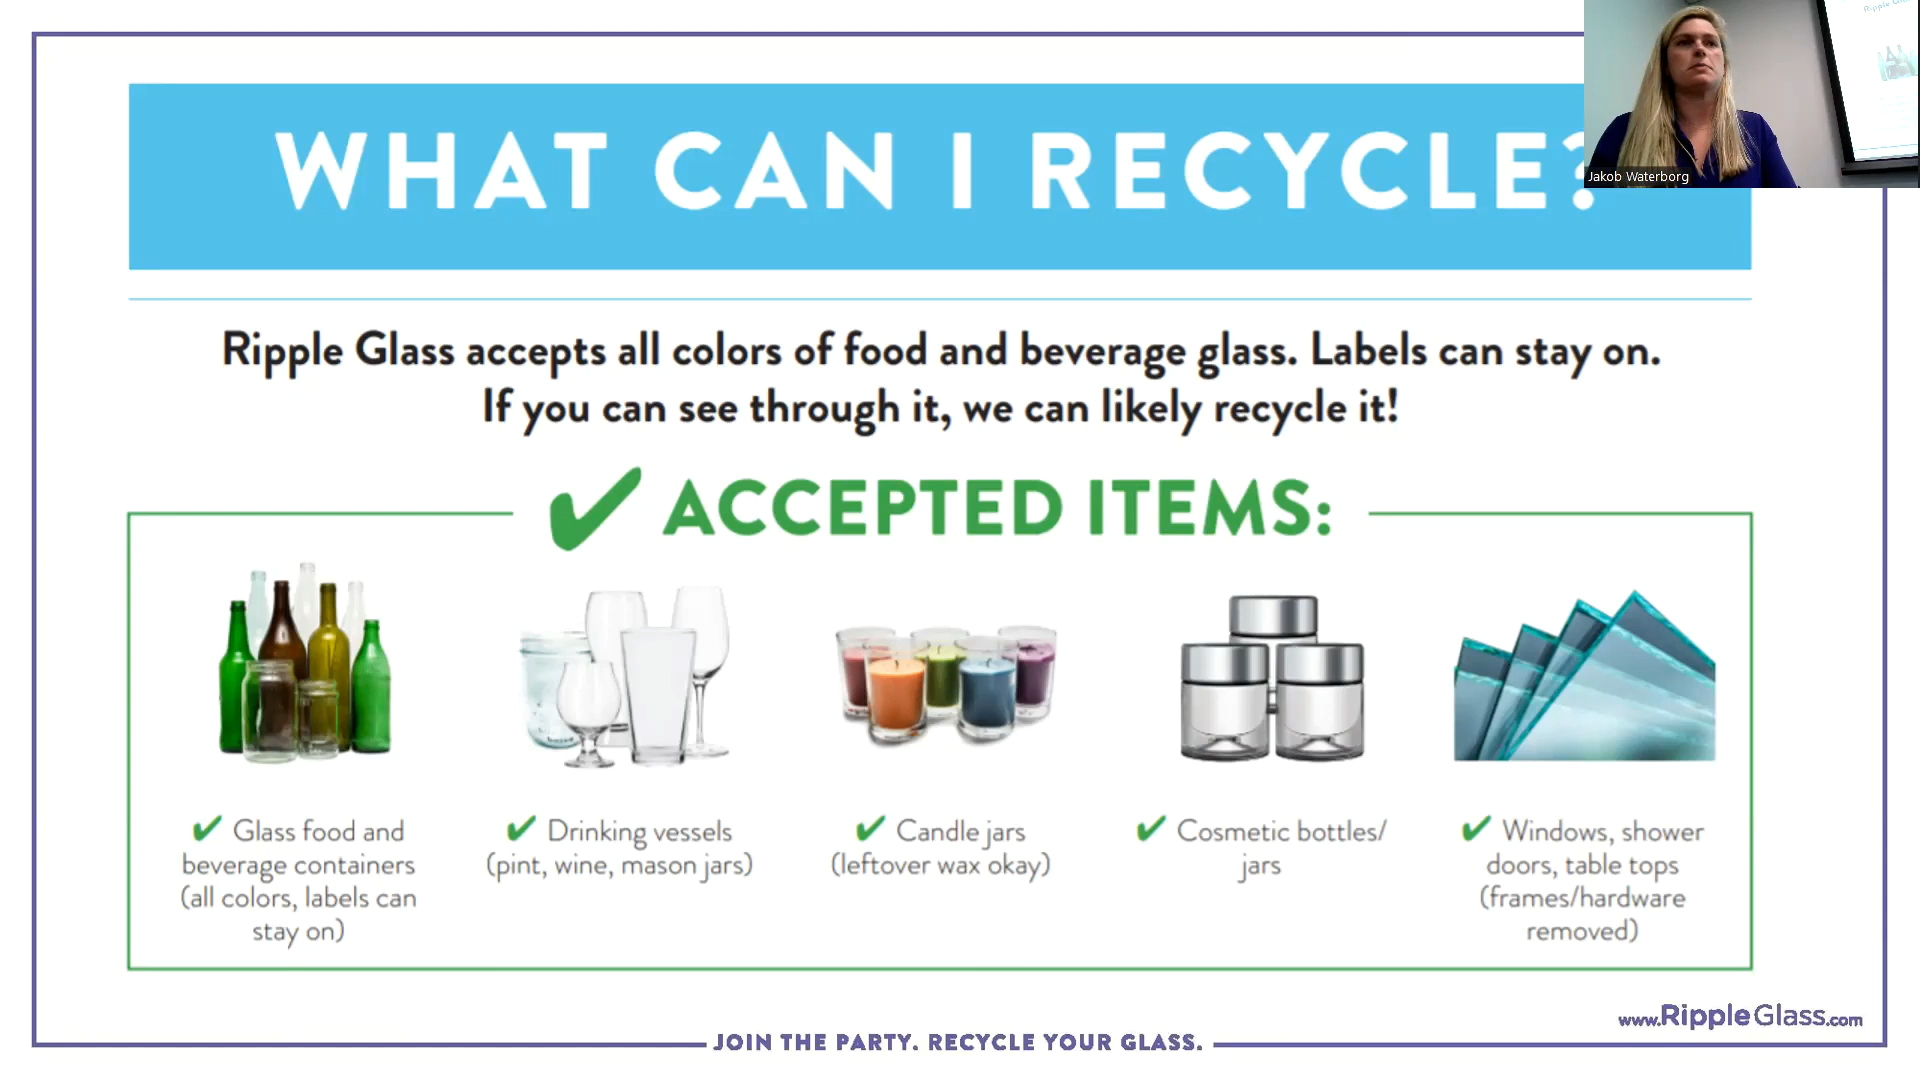 WHAT CAN I RECYCLE?
Jakob Waterborg
Ripple Glass accepts all colors of food and beverage glass. Labels can stay on.
If you can see through it, we can likely recycle it!
✔ ACCEPTED ITEMS:
✔ Glass food and
beverage containers
(all colors, labels can
stay on)
✔ Drinking vessels
(pint, wine, mason jars)
✔ Candle jars
(leftover wax okay)
✔ Cosmetic bottles/
jars
✔ Windows, shower
doors, table tops
(frames/hardware
removed)
www.RippleGlass.com
JOIN THE PARTY. RECYCLE YOUR GLASS.